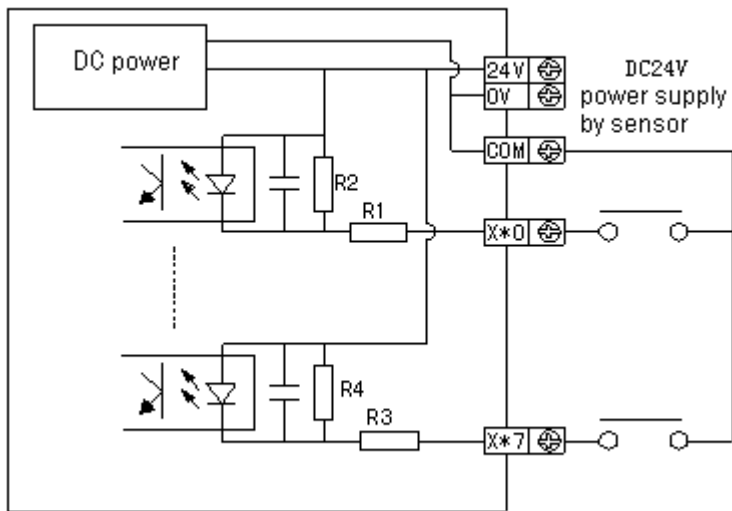 DC power
24V
0V
DC24V
power supply
by sensor
COM
R2
R1
X*0
R4
R3
X*7